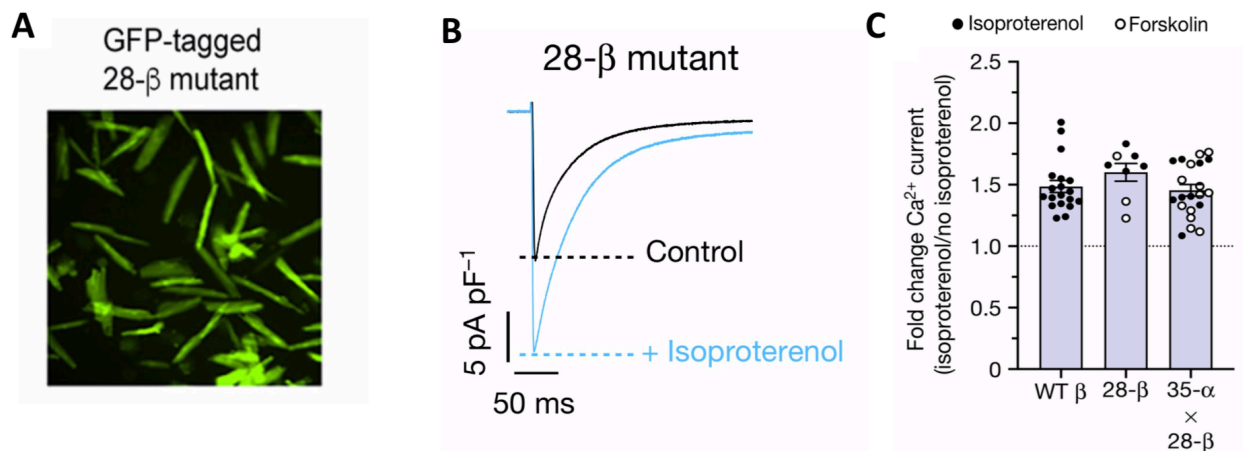 A
GFP-tagged
28-β mutant
B
28-β mutant
Control
+ Isoproterenol
5 pA pF⁻¹
50 ms
C
Isoproterenol
Forskolin
Fold change Ca²⁺ current
(isoproterenol/no isoproterenol)
2.5
2.0
1.5
1.0
0.5
0
WT β
28-β
35-α
×
28-β